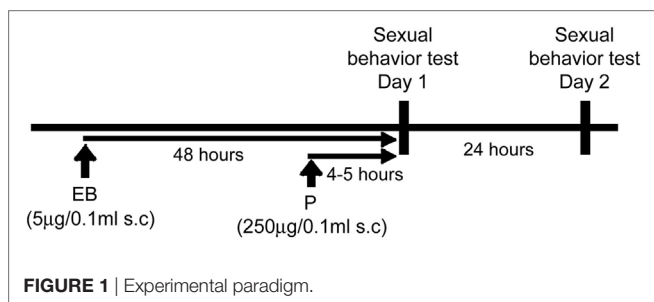 Sexual
behavior test
Day 1
Sexual
behavior test
Day 2
48 hours
4-5 hours
24 hours
EB
(5µg/0.1ml s.c)
P
(250µg/0.1ml s.c)
FIGURE 1 | Experimental paradigm.